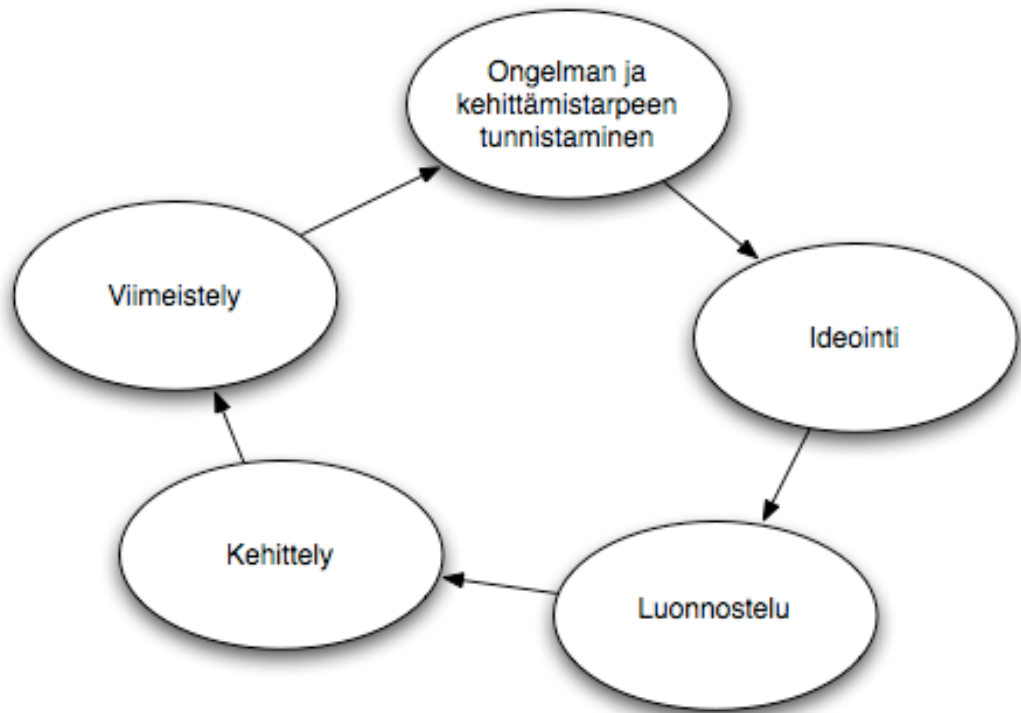 Ongelman ja
kehittämistarpeen
tunnistaminen
Ideointi
Luonnostelu
Kehittely
Viimeistely